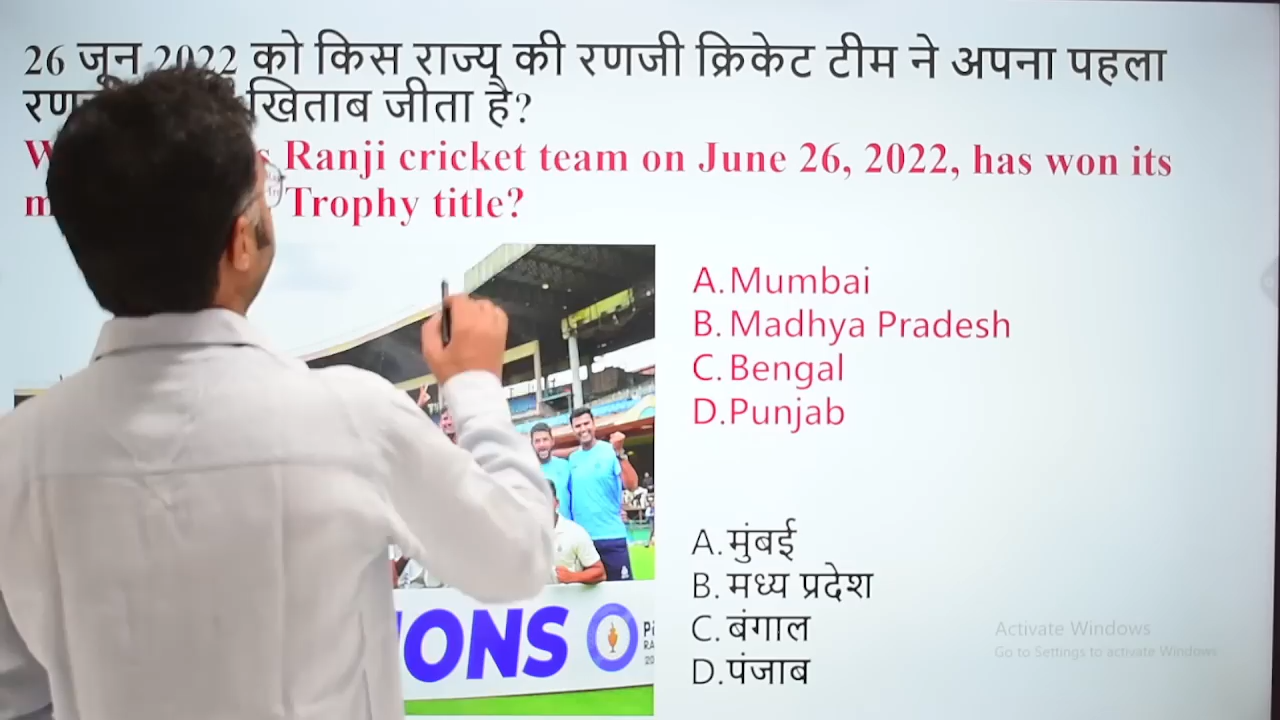 26 जून 2022 को किस राज्य की रणजी क्रिकेट टीम ने अपना पहला
खिताब जीता है?
Ranji cricket team on June 26, 2022, has won its
Trophy title?
A. Mumbai
B. Madhya Pradesh
C. Bengal
D. Punjab
IONS
A. मुंबई
B. मध्य प्रदेश
C. बंगाल
D. पंजाब
Activate Windows
Go to Settings to activate Windows.